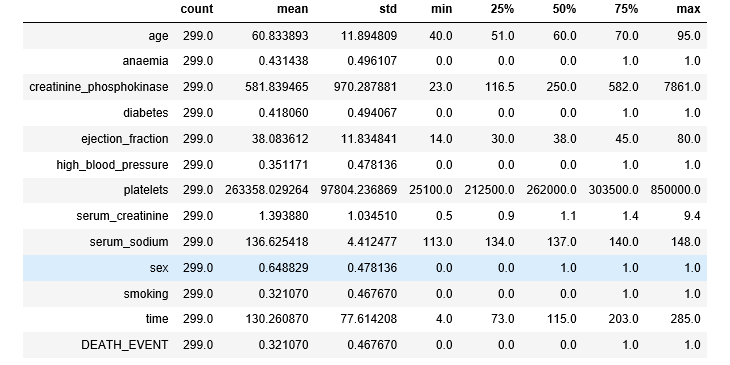 count mean std min 25% 50% 75% max
age 299.0 60.833893 11.894809 40.0 51.0 60.0 70.0 95.0
anaemia 299.0 0.431438 0.496107 0.0 0.0 0.0 1.0 1.0
creatinine_phosphokinase 299.0 581.839465 970.287881 23.0 116.5 250.0 582.0 7861.0
diabetes 299.0 0.418060 0.494067 0.0 0.0 0.0 1.0 1.0
ejection_fraction 299.0 38.083612 11.834841 14.0 30.0 38.0 45.0 80.0
high_blood_pressure 299.0 0.351171 0.478136 0.0 0.0 0.0 1.0 1.0
platelets 299.0 263358.029264 97804.236869 25100.0 212500.0 262000.0 303500.0 850000.0
serum_creatinine 299.0 1.393880 1.034510 0.5 0.9 1.1 1.4 9.4
serum_sodium 299.0 136.625418 4.412477 113.0 134.0 137.0 140.0 148.0
sex 299.0 0.648829 0.478136 0.0 0.0 1.0 1.0 1.0
smoking 299.0 0.321070 0.467670 0.0 0.0 0.0 1.0 1.0
time 299.0 130.260870 77.614208 4.0 73.0 115.0 203.0 285.0
DEATH_EVENT 299.0 0.321070 0.467670 0.0 0.0 0.0 1.0 1.0